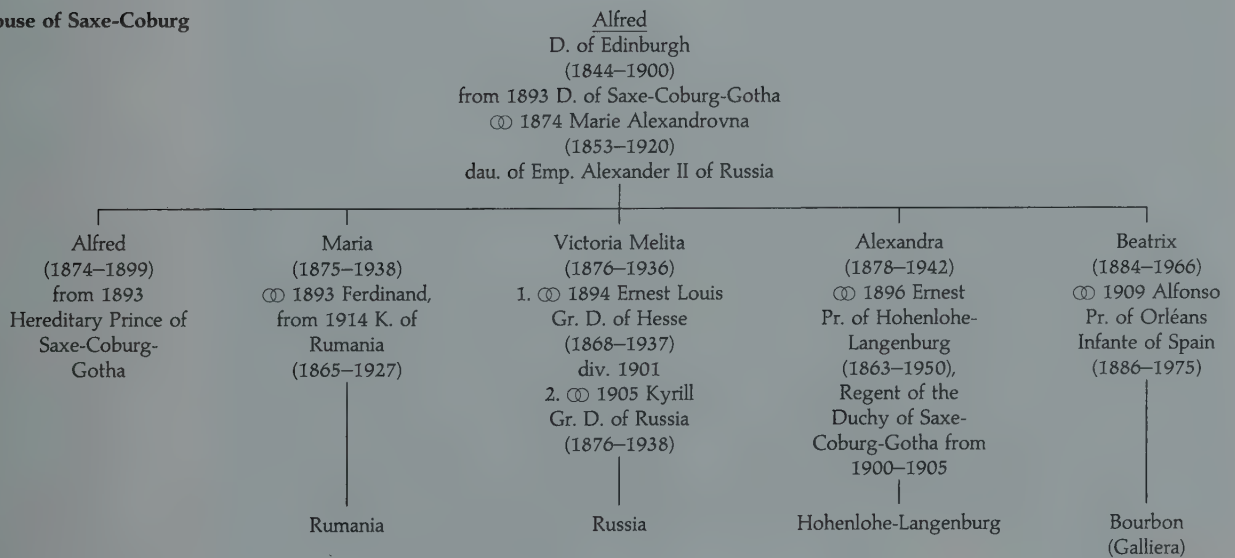 ouse of Saxe-Coburg
Alfred
D. of Edinburgh
(1844–1900)
from 1893 D. of Saxe-Coburg-Gotha
⚭ 1874 Marie Alexandrovna
(1853–1920)
dau. of Emp. Alexander II of Russia
Alfred
(1874–1899)
from 1893
Hereditary Prince of
Saxe-Coburg-
Gotha
Maria
(1875–1938)
⚭ 1893 Ferdinand,
from 1914 K. of
Rumania
(1865–1927)
Rumania
Victoria Melita
(1876–1936)
1. ⚭ 1894 Ernest Louis
Gr. D. of Hesse
(1868–1937)
div. 1901
2. ⚭ 1905 Kyrill
Gr. D. of Russia
(1876–1938)
Russia
Alexandra
(1878–1942)
⚭ 1896 Ernest
Pr. of Hohenlohe-
Langenburg
(1863–1950),
Regent of the
Duchy of Saxe-
Coburg-Gotha from
1900–1905
Hohenlohe-Langenburg
Beatrix
(1884–1966)
⚭ 1909 Alfonso
Pr. of Orléans
Infante of Spain
(1886–1975)
Bourbon
(Galliera)